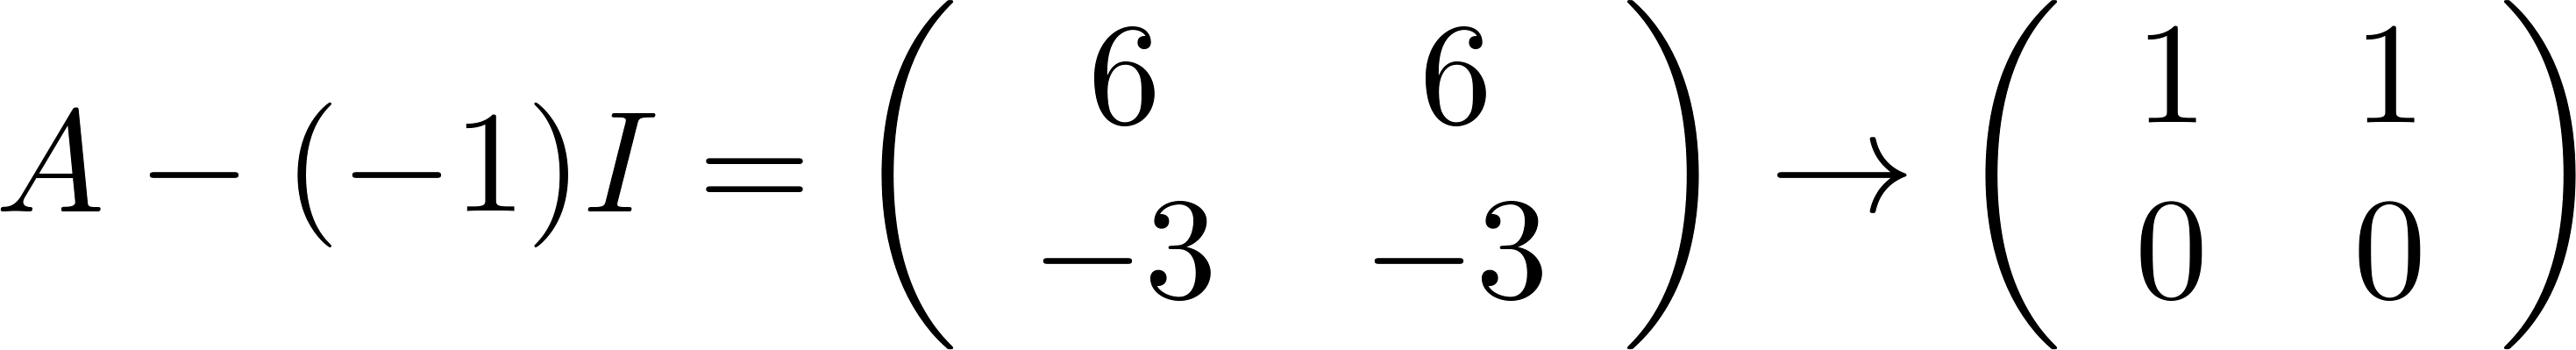 A − (−1)I = ( 6 6 −3 −3 ) → ( 1 1 0 0 )